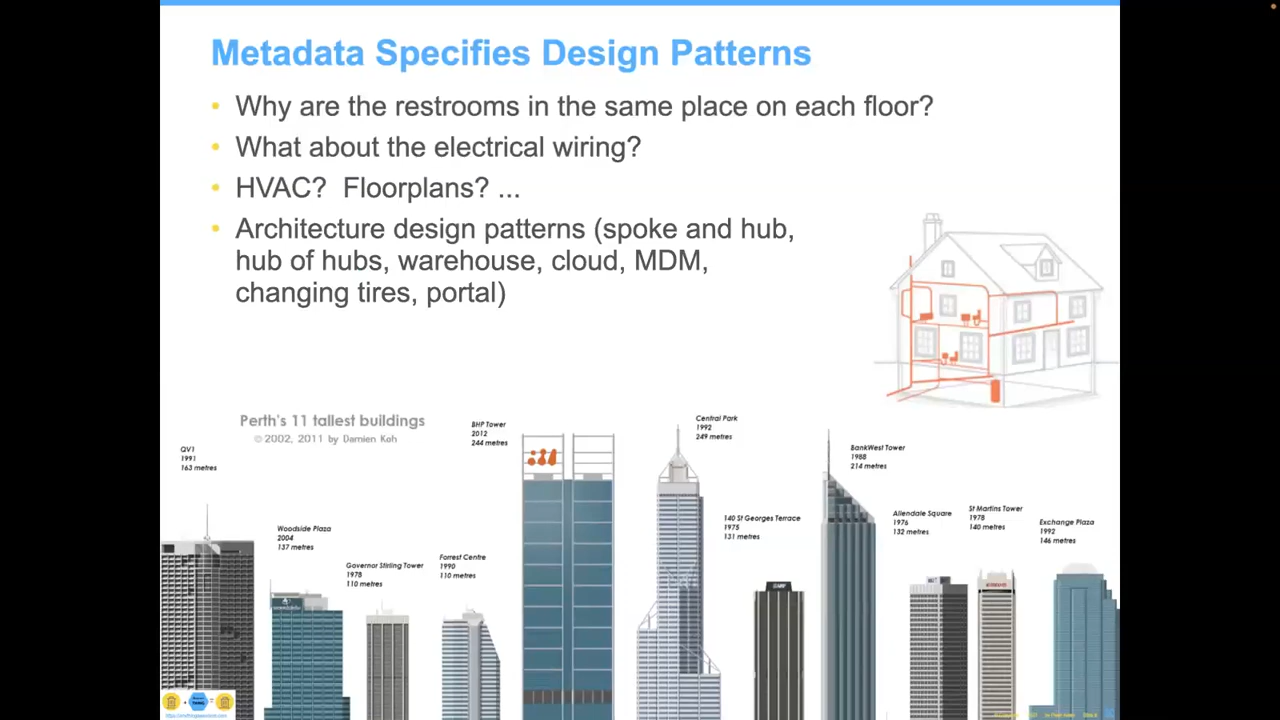 Metadata Specifies Design Patterns
• Why are the restrooms in the same place on each floor?
• What about the electrical wiring?
• HVAC?  Floorplans? ...
• Architecture design patterns (spoke and hub,
hub of hubs, warehouse, cloud, MDM,
changing tires, portal)
Perth's 11 tallest buildings
© 2002, 2011 by Damien Koh
QV1
1991
163 metres
Woodside Plaza
2004
137 metres
Governor Stirling Tower
1978
110 metres
Forrest Centre
1990
110 metres
BHP Tower
2012
244 metres
Central Park
1992
249 metres
140 St Georges Terrace
1975
131 metres
BankWest Tower
1988
214 metres
Allendale Square
1976
132 metres
St Martins Tower
1978
140 metres
Exchange Plaza
1992
146 metres